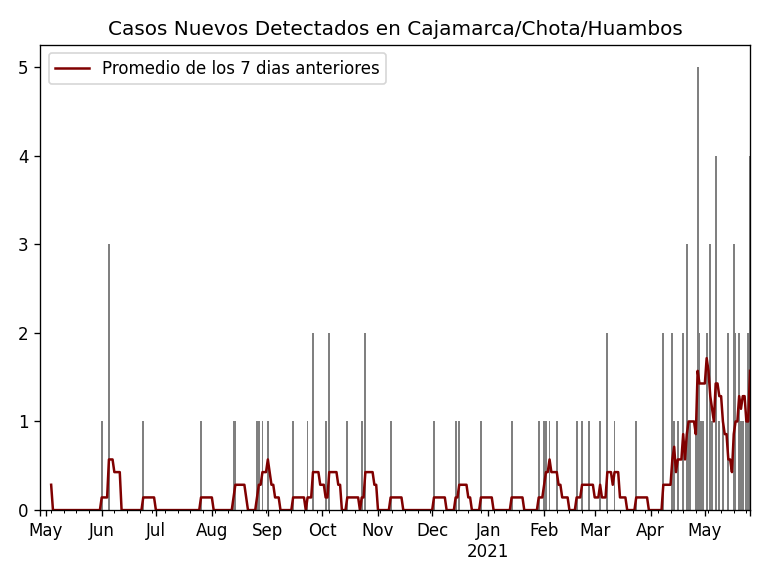 Casos Nuevos Detectados en Cajamarca/Chota/Huambos
Promedio de los 7 dias anteriores
5
4
3
2
1
0
May Jun Jul Aug Sep Oct Nov Dec Jan Feb Mar Apr May
2021